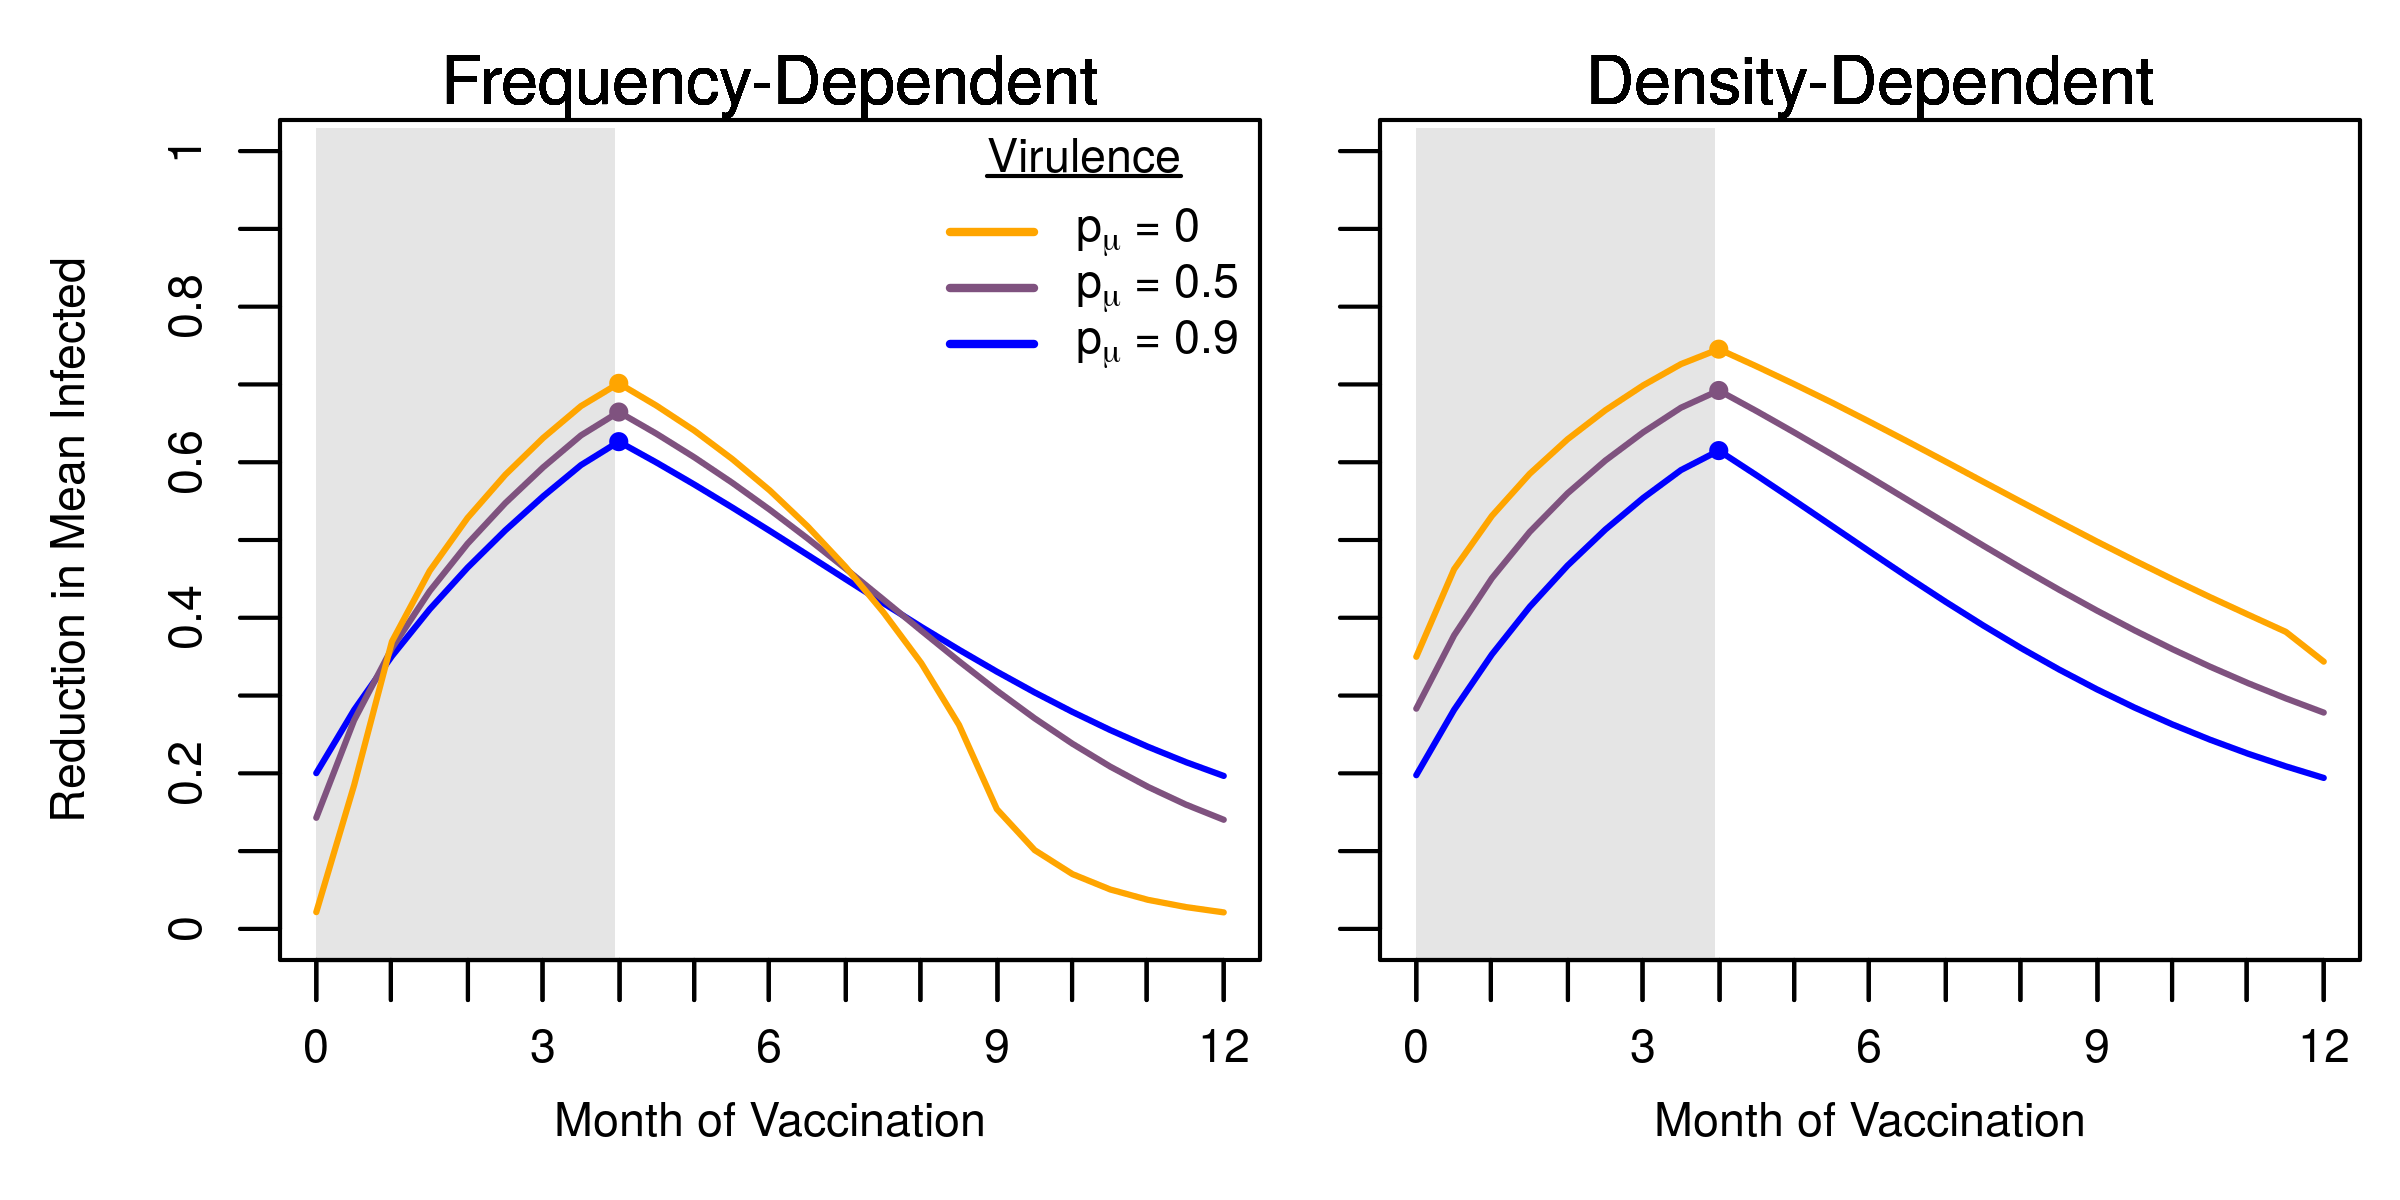 Frequency-Dependent
Density-Dependent
Reduction in Mean Infected
1
0.8
0.6
0.4
0.2
0
Virulence
pμ = 0
pμ = 0.5
pμ = 0.9
0 3 6 9 12
Month of Vaccination
0 3 6 9 12
Month of Vaccination